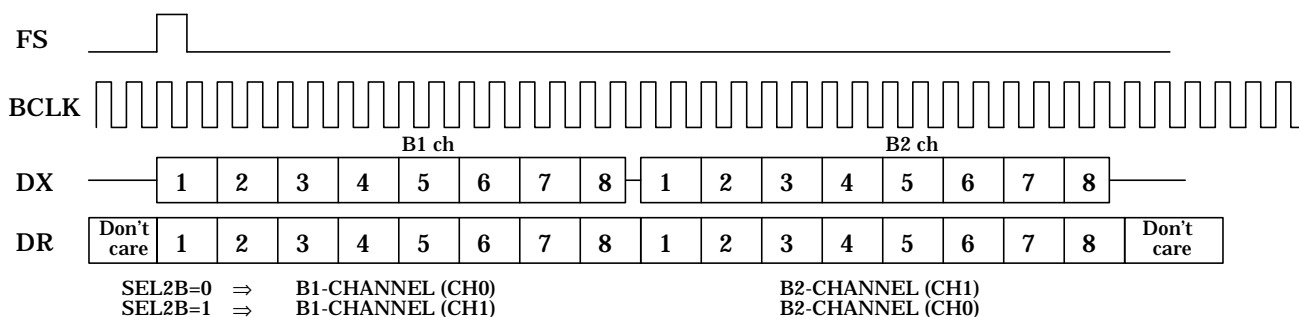 FS
BCLK
B1 ch B2 ch
DX 1 2 3 4 5 6 7 8 1 2 3 4 5 6 7 8
DR Don't care 1 2 3 4 5 6 7 8 1 2 3 4 5 6 7 8 Don't care
SEL2B=0 ⇒ B1-CHANNEL (CH0) B2-CHANNEL (CH1)
SEL2B=1 ⇒ B1-CHANNEL (CH1) B2-CHANNEL (CH0)